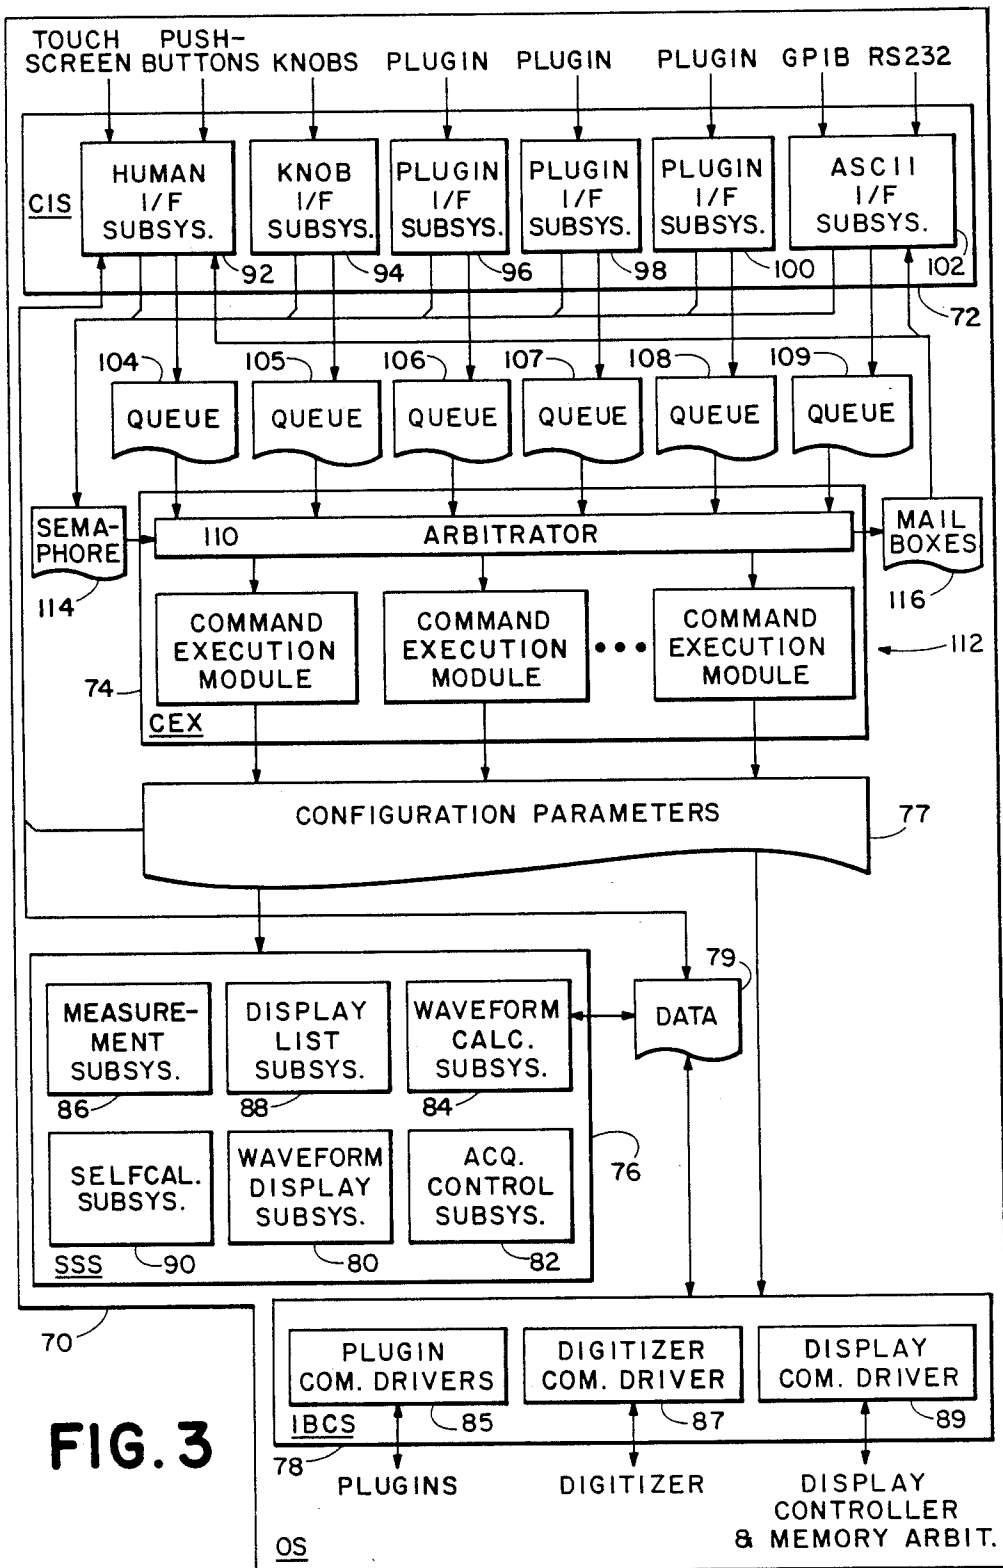 TOUCH PUSH-
SCREEN BUTTONS KNOBS PLUGIN PLUGIN PLUGIN GPIB RS232
CIS
HUMAN
I/F
SUBSYS.
92
KNOB
I/F
SUBSYS.
94
PLUGIN
I/F
SUBSYS.
96
PLUGIN
I/F
SUBSYS.
98
PLUGIN
I/F
SUBSYS.
100
ASCII
I/F
SUBSYS.
102
72
104 105 106 107 108 109
QUEUE QUEUE QUEUE QUEUE QUEUE QUEUE
SEMA-
PHORE
114
110 ARBITRATOR
MAIL
BOXES
116
COMMAND
EXECUTION
MODULE
COMMAND
EXECUTION
MODULE
•••
COMMAND
EXECUTION
MODULE
112
74
CEX
CONFIGURATION PARAMETERS
77
79
DATA
MEASURE-
MENT
SUBSYS.
86
DISPLAY
LIST
SUBSYS.
88
WAVEFORM
CALC.
SUBSYS.
84
76
SELFCAL.
SUBSYS.
90
WAVEFORM
DISPLAY
SUBSYS.
80
ACQ.
CONTROL
SUBSYS.
82
SSS
70
PLUGIN
COM. DRIVERS
85
DIGITIZER
COM. DRIVER
87
DISPLAY
COM. DRIVER
89
IBCS
78
FIG. 3
PLUGINS DIGITIZER DISPLAY
CONTROLLER
& MEMORY ARBIT.
OS